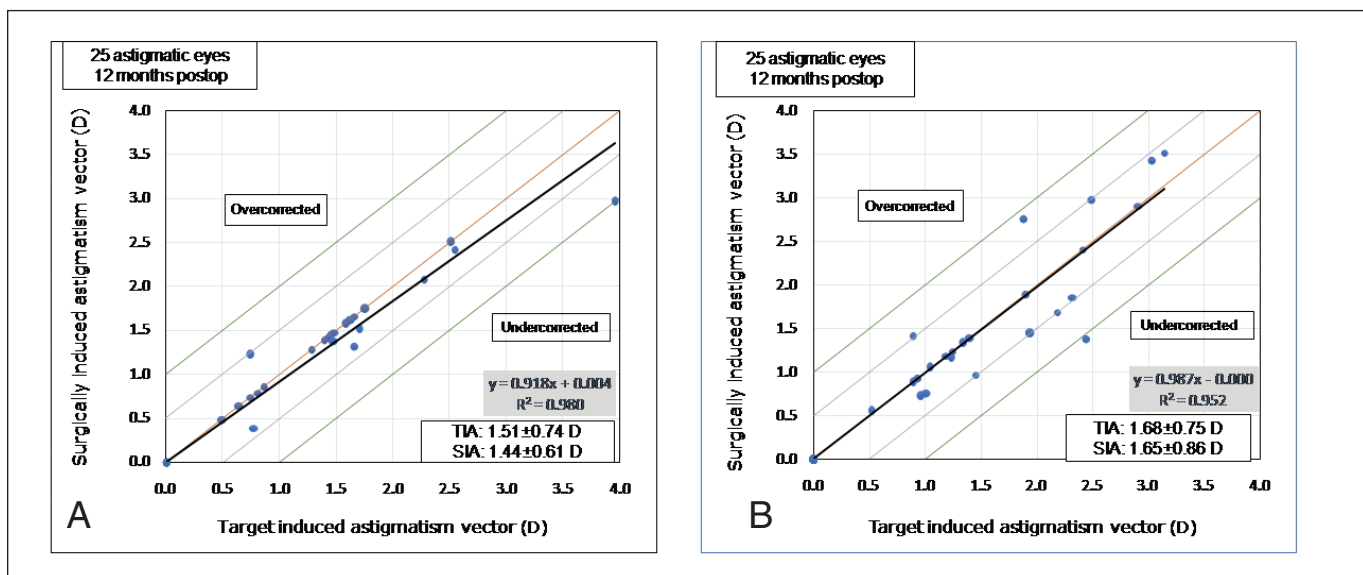 25 astigmatic eyes
12 months postop
Surgically induced astigmatism vector (D)
4.0
3.5
3.0
2.5
2.0
1.5
1.0
0.5
0.0
Overcorrected
Undercorrected
y = 0.918x + 0.004
R² = 0.980
TIA: 1.51±0.74 D
SIA: 1.44±0.61 D
0.0 0.5 1.0 1.5 2.0 2.5 3.0 3.5 4.0
Target induced astigmatism vector (D)
A
25 astigmatic eyes
12 months postop
Surgically induced astigmatism vector (D)
4.0
3.5
3.0
2.5
2.0
1.5
1.0
0.5
0.0
Overcorrected
Undercorrected
y = 0.987x - 0.000
R² = 0.952
TIA: 1.68±0.75 D
SIA: 1.65±0.86 D
0.0 0.5 1.0 1.5 2.0 2.5 3.0 3.5 4.0
Target induced astigmatism vector (D)
B